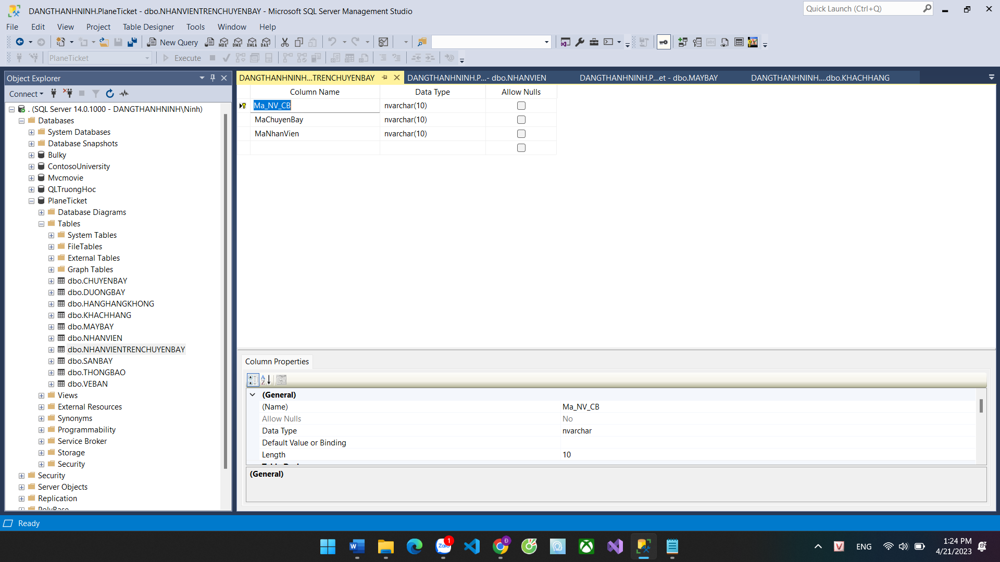 DANGTHANHNINH.PlaneTicket - dbo.NHANVIENTRENCHUYENBAY - Microsoft SQL Server Management Studio
Quick Launch (Ctrl+Q)
File Edit View Project Table Designer Tools Window Help
New Query MDX DMX XMLA DAX
PlaneTicket Execute
Object Explorer
Connect
. (SQL Server 14.0.1000 - DANGTHANHNINH\Ninh)
Databases
System Databases
Database Snapshots
Bulky
ContosoUniversity
Mvcmovie
QLTruongHoc
PlaneTicket
Database Diagrams
Tables
System Tables
FileTables
External Tables
Graph Tables
dbo.CHUYENBAY
dbo.DUONGBAY
dbo.HANGHANGKHONG
dbo.KHACHHANG
dbo.MAYBAY
dbo.NHANVIEN
dbo.NHANVIENTRENCHUYENBAY
dbo.SANBAY
dbo.THONGBAO
dbo.VEBAN
Views
External Resources
Synonyms
Programmability
Service Broker
Storage
Security
Security
Server Objects
Replication
PolyBase
DANGTHANHNINH...TRENCHUYENBAY DANGTHANHNINH.P...- dbo.NHANVIEN DANGTHANHNINH.P...et - dbo.MAYBAY DANGTHANHNINH....dbo.KHACHHANG
Column Name Data Type Allow Nulls
Ma_NV_CB nvarchar(10)
MaChuyenBay nvarchar(10)
MaNhanVien nvarchar(10)
Column Properties
(General)
(Name) Ma_NV_CB
Allow Nulls No
Data Type nvarchar
Default Value or Binding
Length 10
(General)
Ready
Zalo 1 Đ
ENG
1:24 PM
4/21/2023